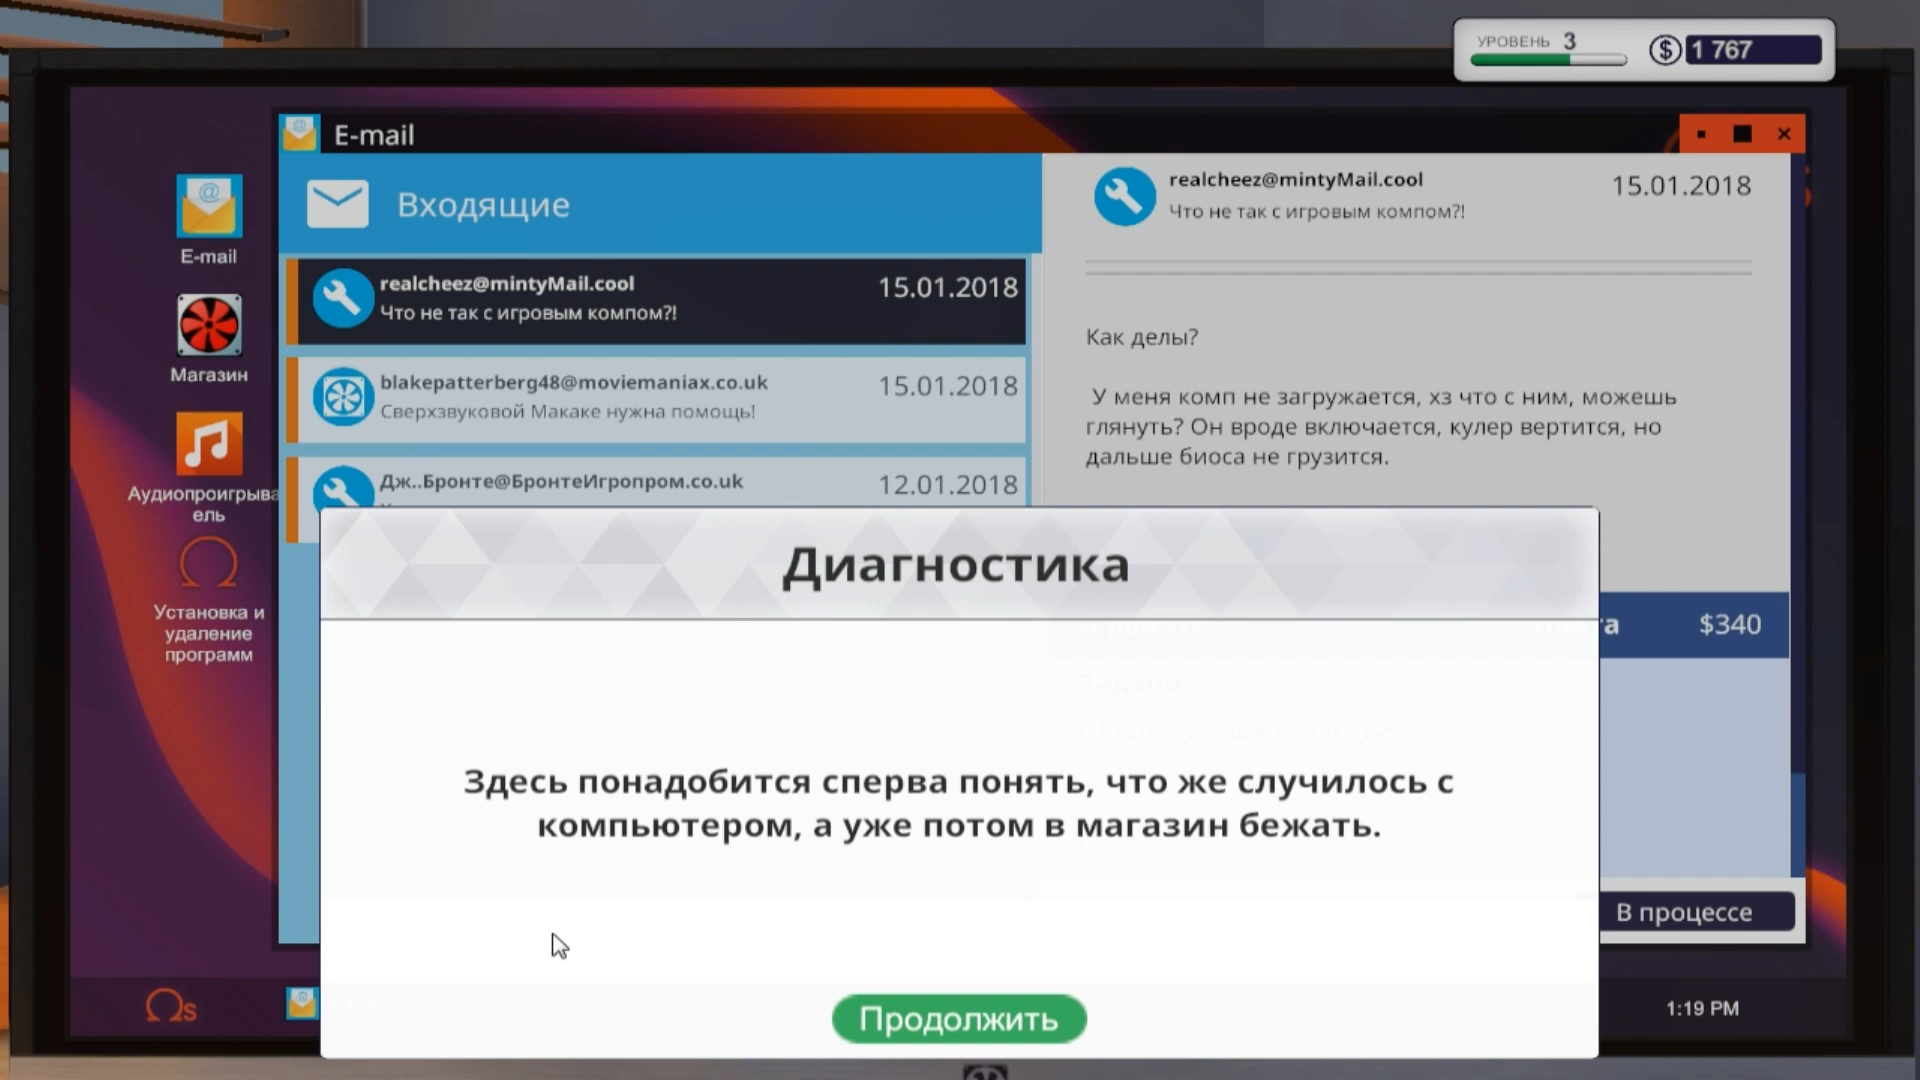 УРОВЕНЬ 3
$ 1 767
E-mail
E-mail
Магазин
Аудиопроигрыва
ель
Установка и
удаление
программ
Входящие
realcheez@mintyMail.cool 15.01.2018
Что не так с игровым компом?!
blakepatterberg48@moviemaniax.co.uk 15.01.2018
Сверхзвуковой Макаке нужна помощь!
Дж..Бронте@БронтеИгропром.co.uk 12.01.2018
realcheez@mintyMail.cool 15.01.2018
Что не так с игровым компом?!
Как делы?
У меня комп не загружается, хз что с ним, можешь
глянуть? Он вроде включается, кулер вертится, но
дальше биоса не грузится.
$340
В процессе
Диагностика
Здесь понадобится сперва понять, что же случилось с
компьютером, а уже потом в магазин бежать.
Продолжить
Ωs
1:19 PM